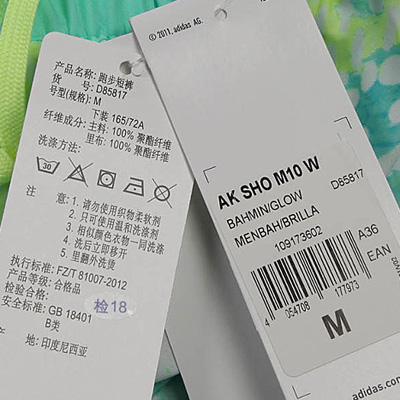 产品名称: 跑步短裤
货 号: D85817
号型(规格): M
下装 165/72A
纤维成分: 主料: 100% 聚酯纤维
里布: 100% 聚酯纤维
洗涤方法:
30
注意: 1. 请勿使用织物柔软剂
2. 只可使用温和洗涤剂
3. 相似颜色衣物一同洗涤
4. 洗后立即移开
5. 里翻外洗烫
执行标准: FZ/T 81007-2012
检验合格: 合格品
安全标准: GB 18401
B类
检18
地: 印度尼西亚
© 2011, adidas AG.
AK SHO M10 W
D85817
BAHMIN/GLOW
MENBAH/BRILLA
109173602
A36
EAN
4 054708 177973
M
adidas.com